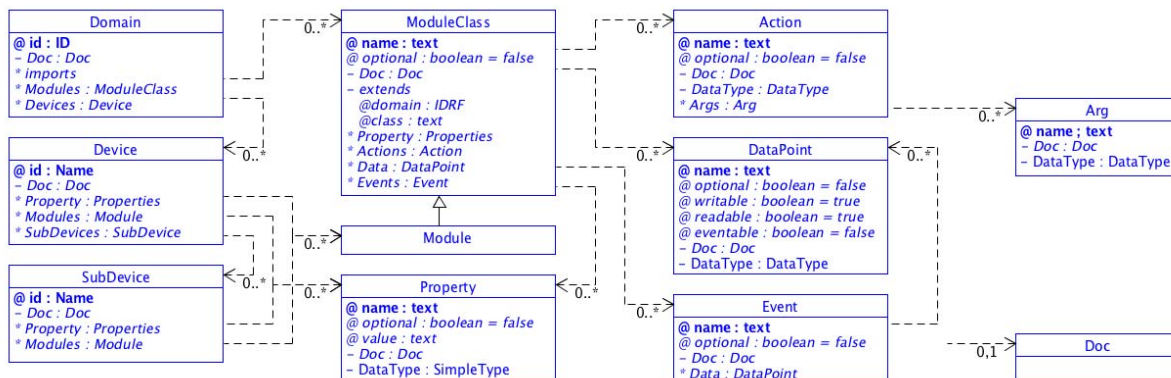 Domain
@ id : ID
- Doc : Doc
* imports
* Modules : ModuleClass
* Devices : Device
0..*
Device
@ id : Name
- Doc : Doc
* Property : Properties
* Modules : Module
* SubDevices : SubDevice
0..*
SubDevice
@ id : Name
- Doc : Doc
* Property : Properties
* Modules : Module
0..*
ModuleClass
@ name : text
@ optional : boolean = false
- Doc : Doc
- extends
@domain : IDRF
@class : text
* Property : Properties
* Actions : Action
* Data : DataPoint
* Events : Event
0..*
Module
0..*
Property
@ name : text
@ optional : boolean = false
@ value : text
- Doc : Doc
- DataType : SimpleType
0..*
0..*
Action
@ name : text
@ optional : boolean = false
- Doc : Doc
- DataType : DataType
* Args : Arg
0..*
DataPoint
@ name : text
@ optional : boolean = false
@ writable : boolean = true
@ readable : boolean = true
@ eventable : boolean = false
- Doc : Doc
- DataType : DataType
0..*
0..*
Event
@ name : text
@ optional : boolean = false
- Doc : Doc
* Data : DataPoint
0..*
Arg
@ name ; text
- Doc : Doc
- DataType : DataType
0,1
Doc